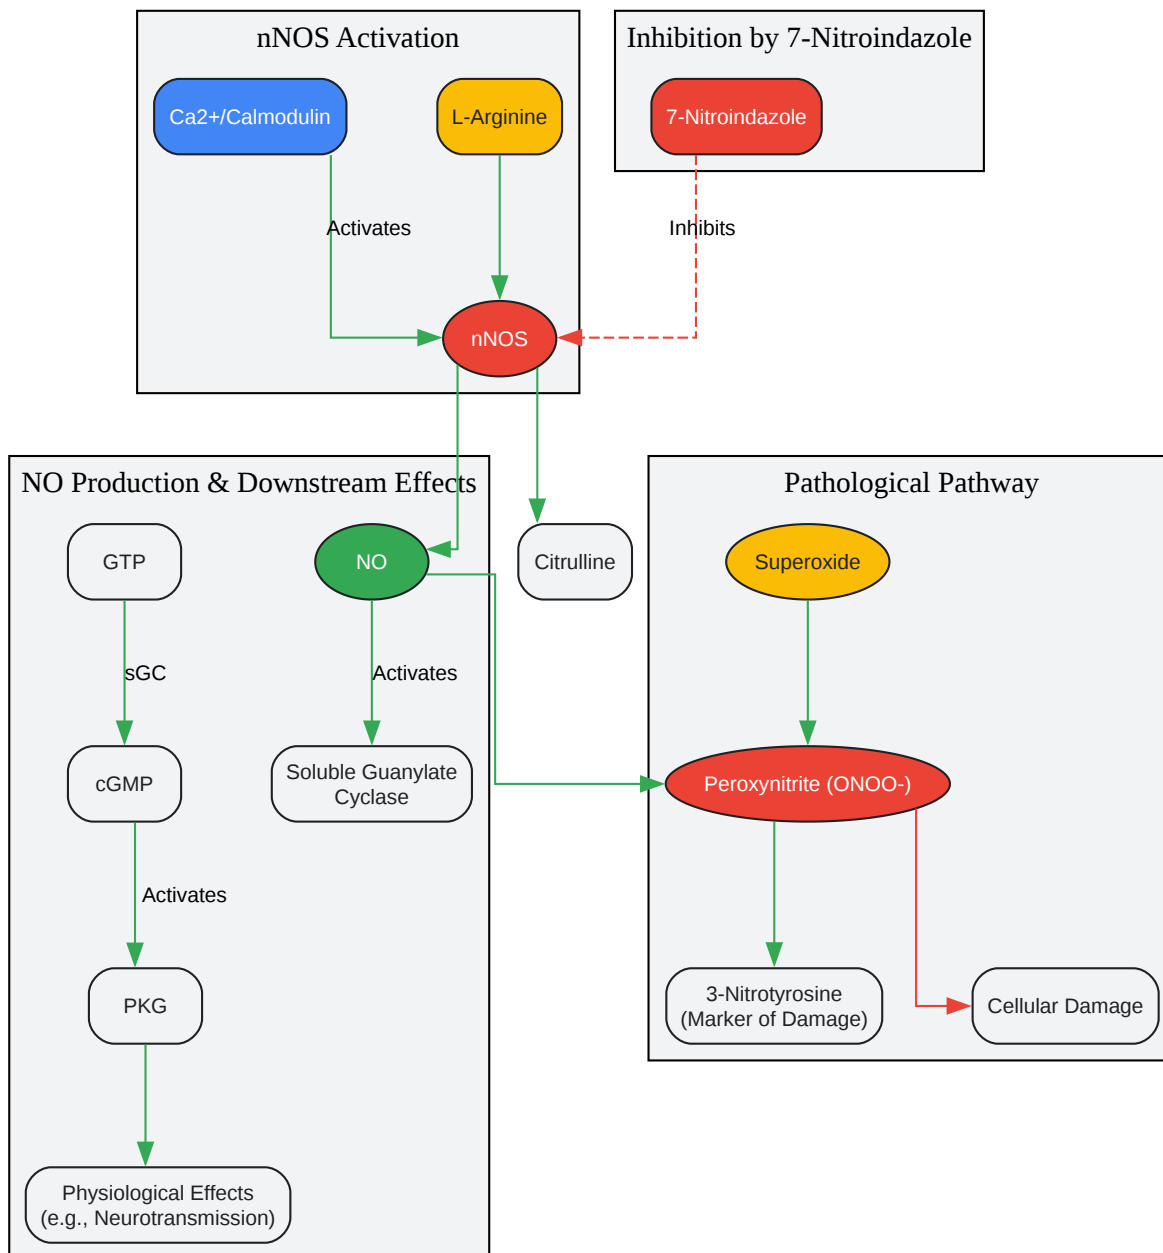 nNOS Activation
Inhibition by 7-Nitroindazole
Ca2+/Calmodulin
L-Arginine
7-Nitroindazole
Activates
Inhibits
nNOS
NO Production & Downstream Effects
Pathological Pathway
GTP
NO
Citrulline
Superoxide
sGC
Activates
cGMP
Soluble Guanylate
Cyclase
Peroxynitrite (ONOO-)
Activates
PKG
3-Nitrotyrosine
(Marker of Damage)
Cellular Damage
Physiological Effects
(e.g., Neurotransmission)